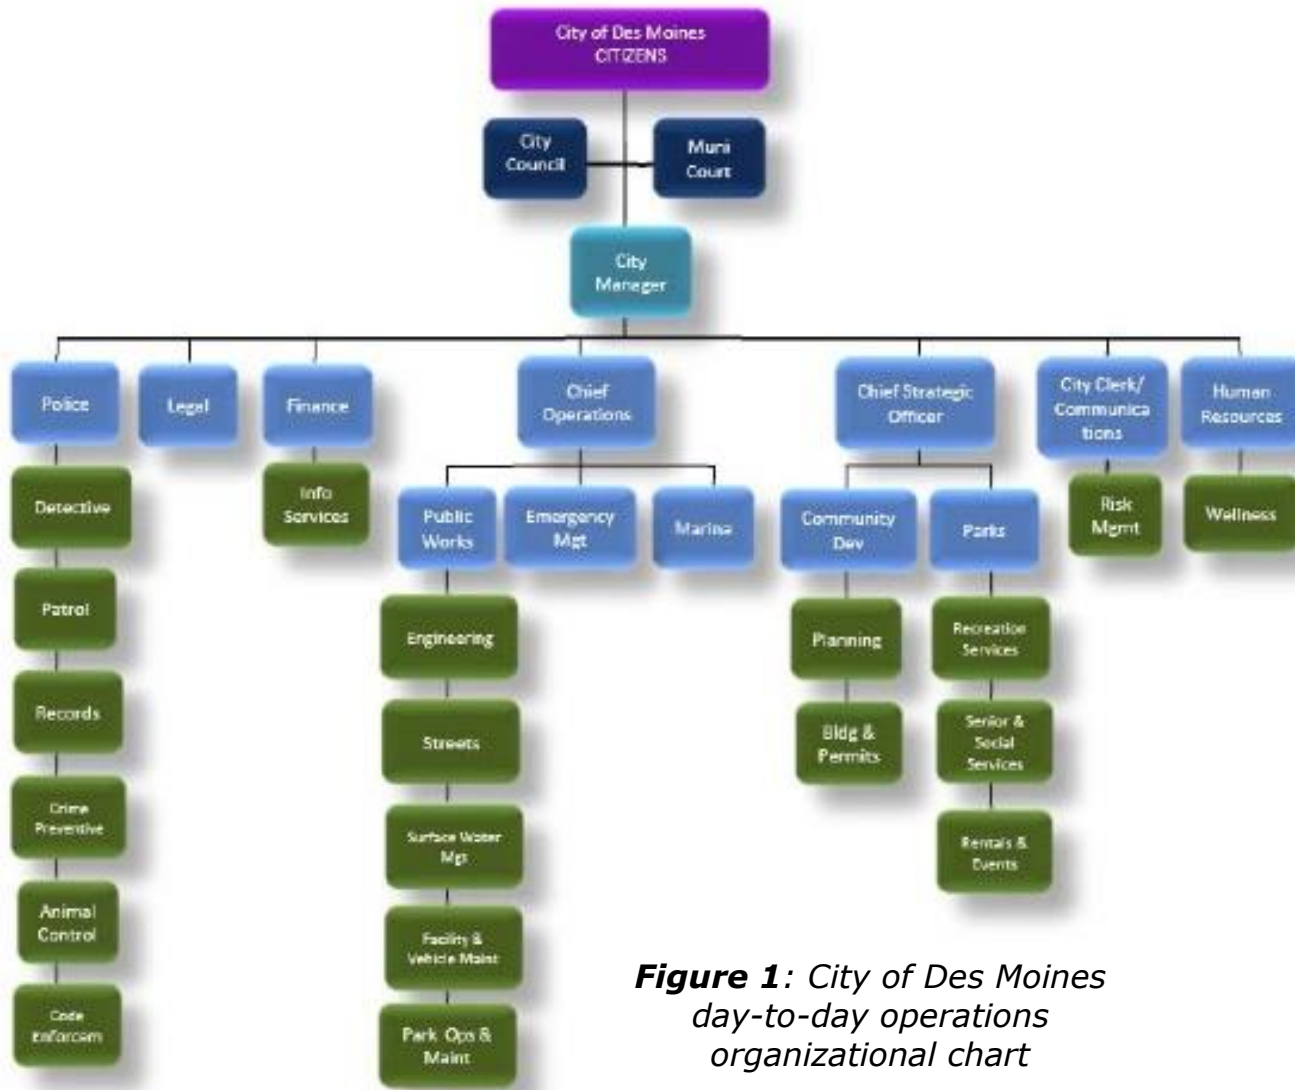 City of Des Moines
CITIZENS
City
Council
Muni
Court
City
Manager
Police
Legal
Finance
Chief
Operations
Chief Strategic
Officer
City Clerk/
Communica
tions
Human
Resources
Detective
Patrol
Records
Crime
Preventive
Animal
Control
Code
Enforcem
Info
Services
Public
Works
Emergency
Mgt
Marina
Engineering
Streets
Surface Water
Mgt
Facility &
Vehicle Maint
Park Ops &
Maint
Community
Dev
Parks
Planning
Bldg &
Permits
Recreation
Services
Senior &
Social
Services
Rentals &
Events
Risk
Mgmt
Wellness
Figure 1: City of Des Moines
day-to-day operations
organizational chart